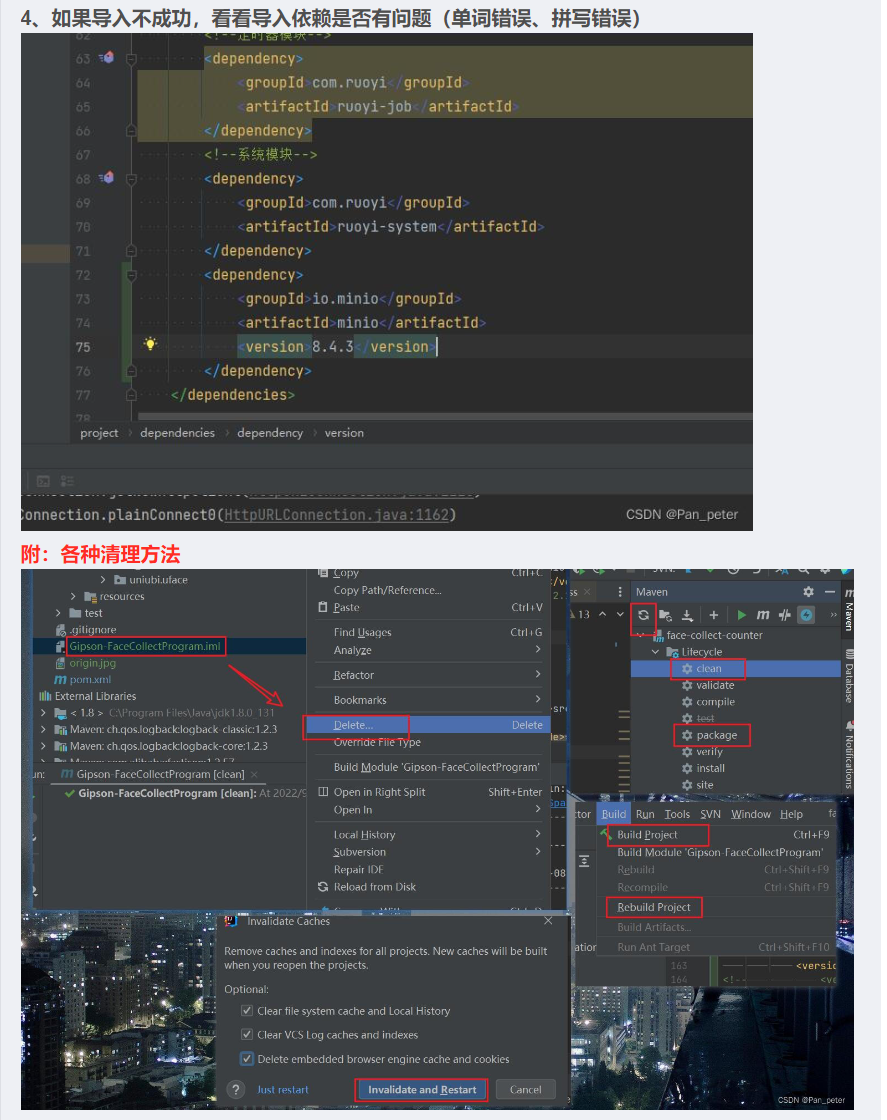 4、如果导入不成功，看看导入依赖是否有问题（单词错误、拼写错误）
62 <!--定时器模块-->
63 <dependency>
64 <groupId>com.ruoyi</groupId>
65 <artifactId>ruoyi-job</artifactId>
66 </dependency>
67 <!--系统模块-->
68 <dependency>
69 <groupId>com.ruoyi</groupId>
70 <artifactId>ruoyi-system</artifactId>
71 </dependency>
72 <dependency>
73 <groupId>io.minio</groupId>
74 <artifactId>minio</artifactId>
75 <version>8.4.3</version>
76 </dependency>
77 </dependencies>
78
project › dependencies › dependency › version
Connection.plainConnect0(HttpURLConnection.java:1162)
CSDN @Pan_peter
附：各种清理方法
uniubi.uface
resources
test
.gitignore
Gipson-FaceCollectProgram.iml
origin.jpg
pom.xml
External Libraries
< 1.8 > C:\Program Files\Java\jdk1.8.0_131
Maven: ch.qos.logback:logback-classic:1.2.3
Maven: ch.qos.logback:logback-core:1.2.3
Gipson-FaceCollectProgram [clean] ×
Gipson-FaceCollectProgram [clean]: At 2022/9
Copy Ctrl+C
Copy Path/Reference...
Paste Ctrl+V
Find Usages Ctrl+G
Analyze
Refactor
Bookmarks
Delete... Delete
Override File Type
Build Module 'Gipson-FaceCollectProgram'
Open in Right Split Shift+Enter
Open In
Local History
Subversion
Repair IDE
Reload from Disk
13
Maven
face-collect-counter
Lifecycle
clean
validate
compile
test
package
verify
install
site
Maven
Database
Notifications
Build Run Tools SVN Window Help
Build Project Ctrl+F9
Build Module 'Gipson-FaceCollectProgram'
Rebuild Ctrl+Shift+F9
Recompile Ctrl+Shift+F9
Rebuild Project
Build Artifacts...
Run Ant Target Ctrl+Shift+F10
163
164
Invalidate Caches
Remove caches and indexes for all projects. New caches will be built
when you reopen the projects.
Optional:
Clear file system cache and Local History
Clear VCS Log caches and indexes
Delete embedded browser engine cache and cookies
? Just restart Invalidate and Restart Cancel
CSDN @Pan_peter